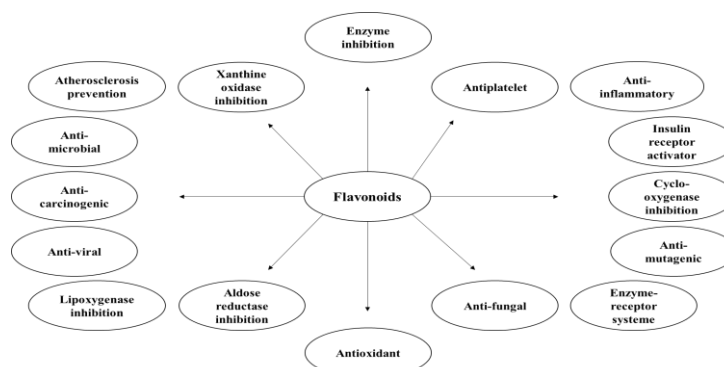 Enzyme
inhibition
Atherosclerosis
prevention
Xanthine
oxidase
inhibition
Antiplatelet
Anti-
inflammatory
Anti-
microbial
Insulin
receptor
activator
Anti-
carcinogenic
Flavonoids
Cyclo-
oxygenase
inhibition
Anti-viral
Anti-
mutagenic
Lipoxygenase
inhibition
Aldose
reductase
inhibition
Anti-fungal
Enzyme-
receptor
systeme
Antioxidant